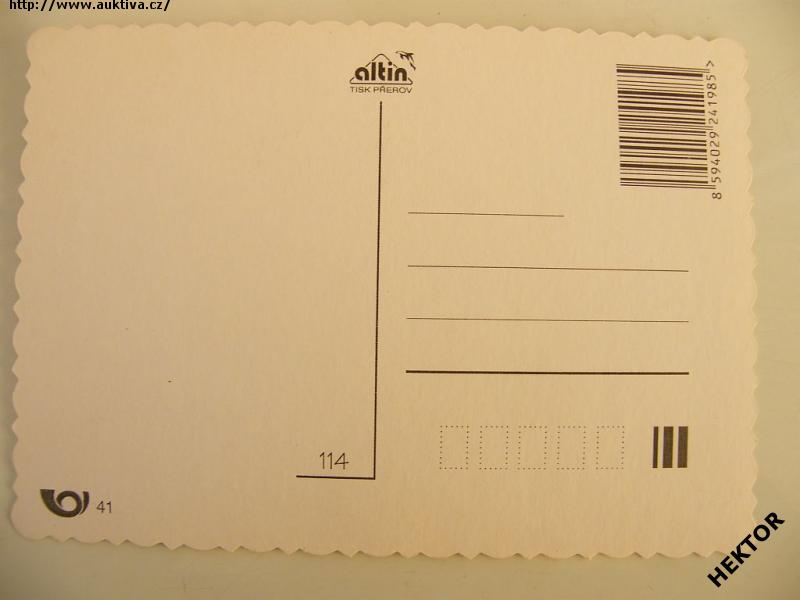 http://www.auktiva.cz/
altin
TISK PŘEROV
8 594029 241985 >
114
41
HEKTOR